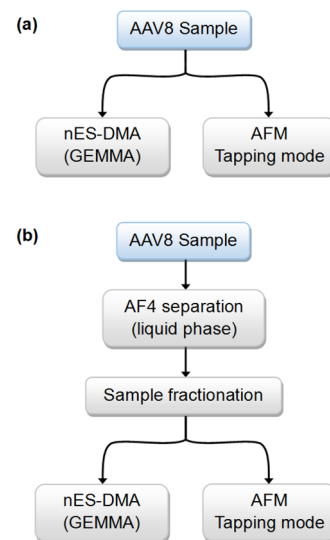 (a)
AAV8 Sample
nES-DMA
(GEMMA)
AFM
Tapping mode
(b)
AAV8 Sample
AF4 separation
(liquid phase)
Sample fractionation
nES-DMA
(GEMMA)
AFM
Tapping mode